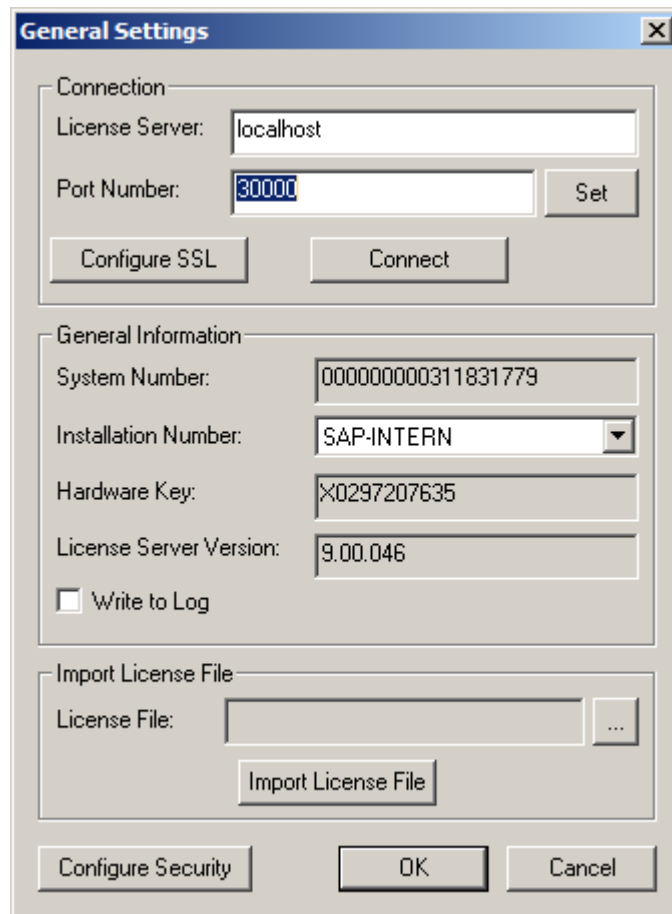 General Settings
Connection
License Server: localhost
Port Number: 30000 Set
Configure SSL Connect
General Information
System Number: 000000000311831779
Installation Number: SAP-INTERN
Hardware Key: X0297207635
License Server Version: 9.00.046
Write to Log
Import License File
License File: ...
Import License File
Configure Security OK Cancel